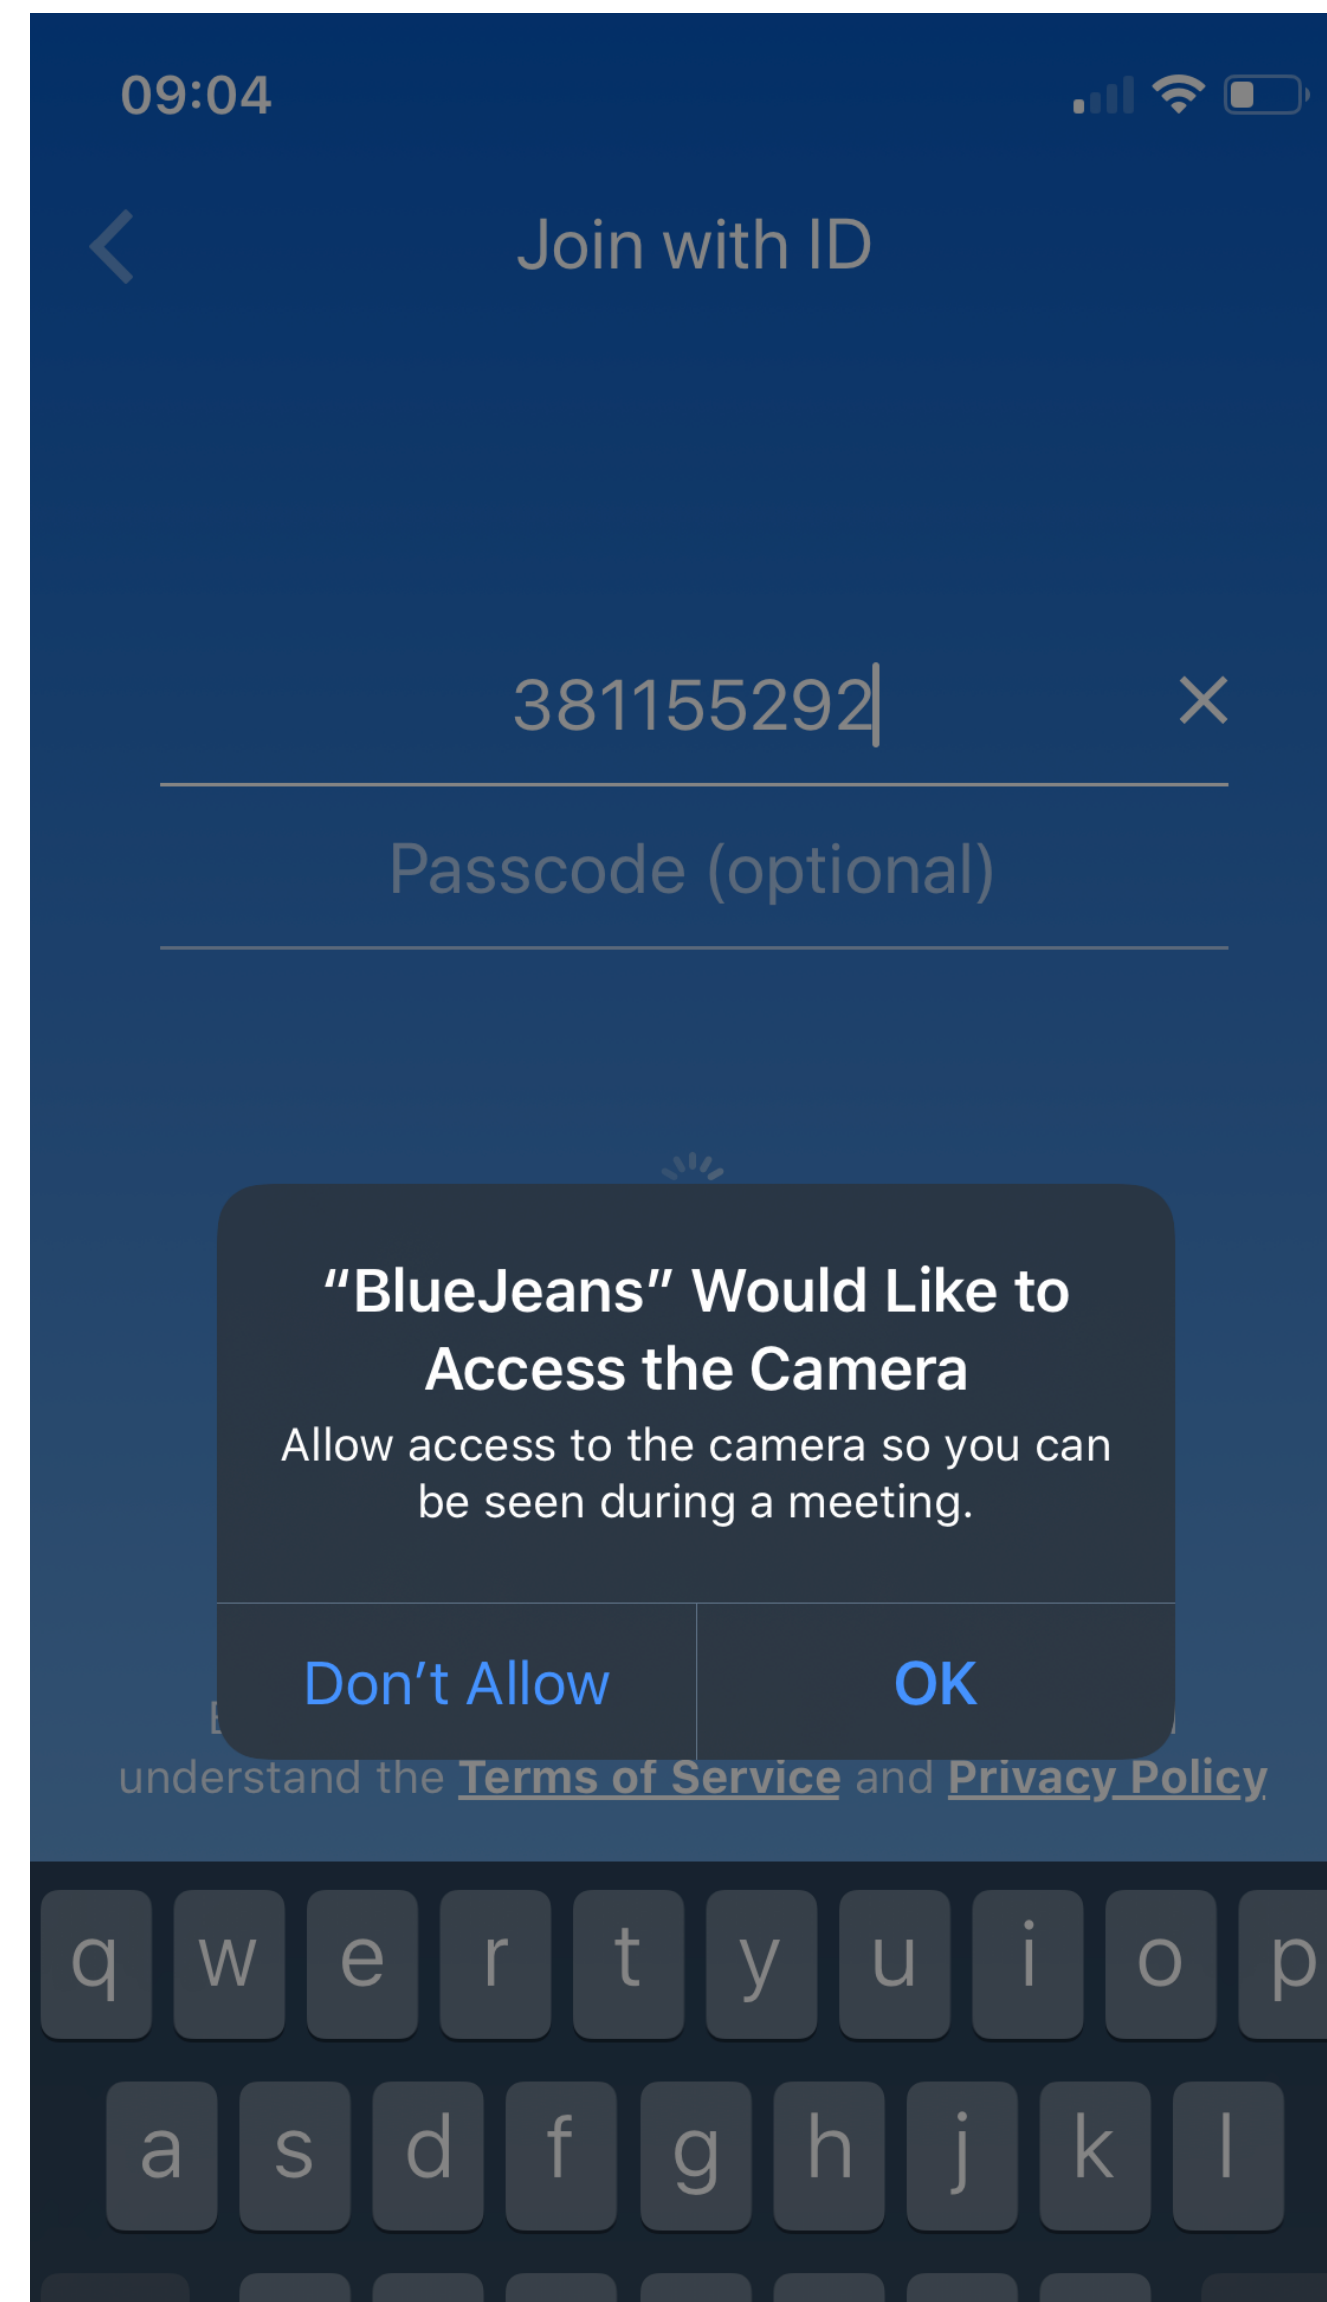 09:04
Join with ID
381155292
Passcode (optional)
“BlueJeans” Would Like to
Access the Camera
Allow access to the camera so you can
be seen during a meeting.
Don’t Allow OK
understand the Terms of Service and Privacy Policy
q w e r t y u i o p
a s d f g h j k l